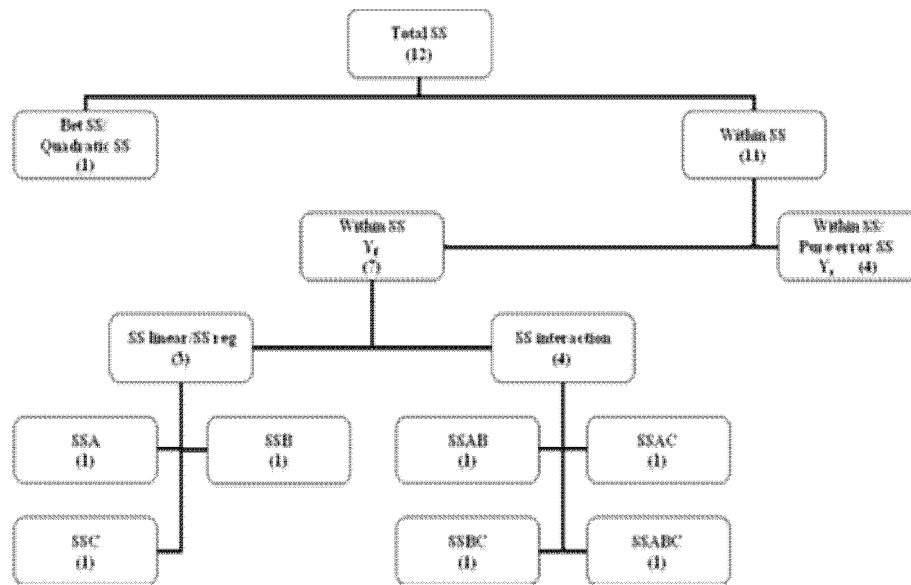 Total SS
(12)
Bet SS/
Quadratic SS
(1)
Within SS
(11)
Within SS
Yf
(7)
Within SS/
Pure error SS
Yc (4)
SS linear/SS reg
(3)
SS interaction
(4)
SSA
(1)
SSB
(1)
SSAB
(1)
SSAC
(1)
SSC
(1)
SSBC
(1)
SSABC
(1)